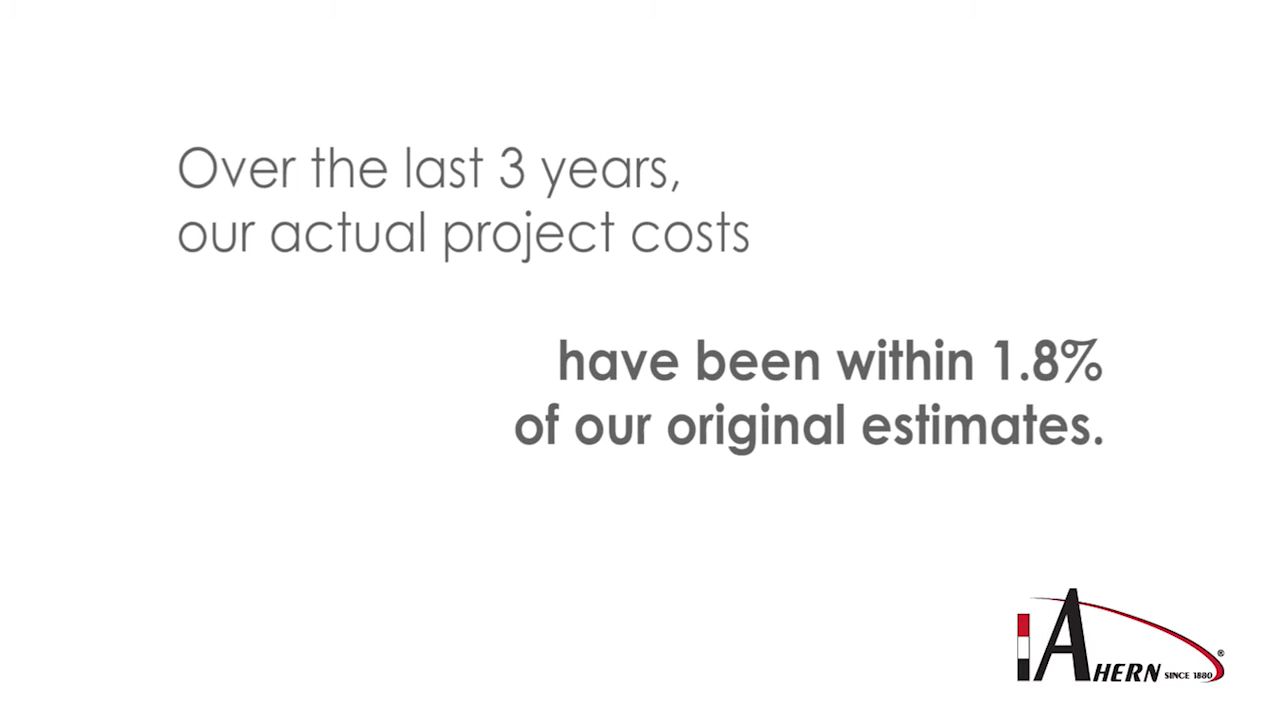 Over the last 3 years,
our actual project costs
have been within 1.8%
of our original estimates.
AHERN SINCE 1880 ®